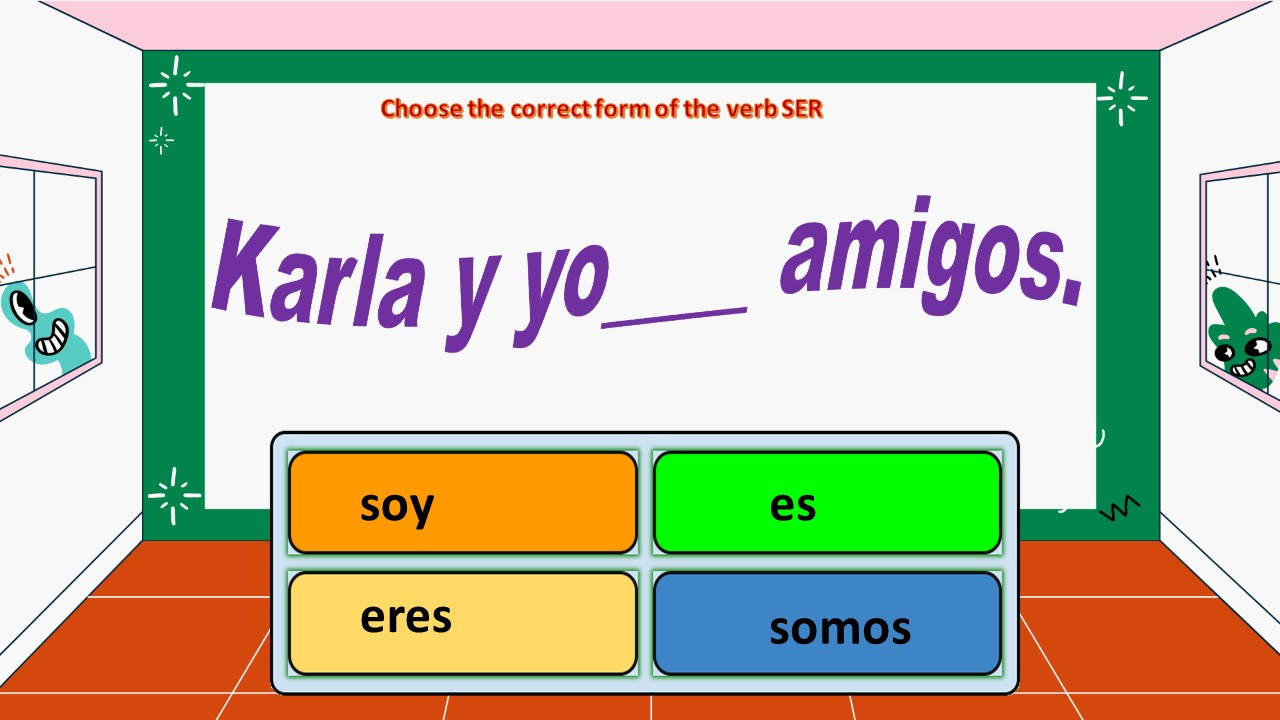 Choose the correct form of the verb SER
Karla y yo___ amigos.
soy
es
eres
somos